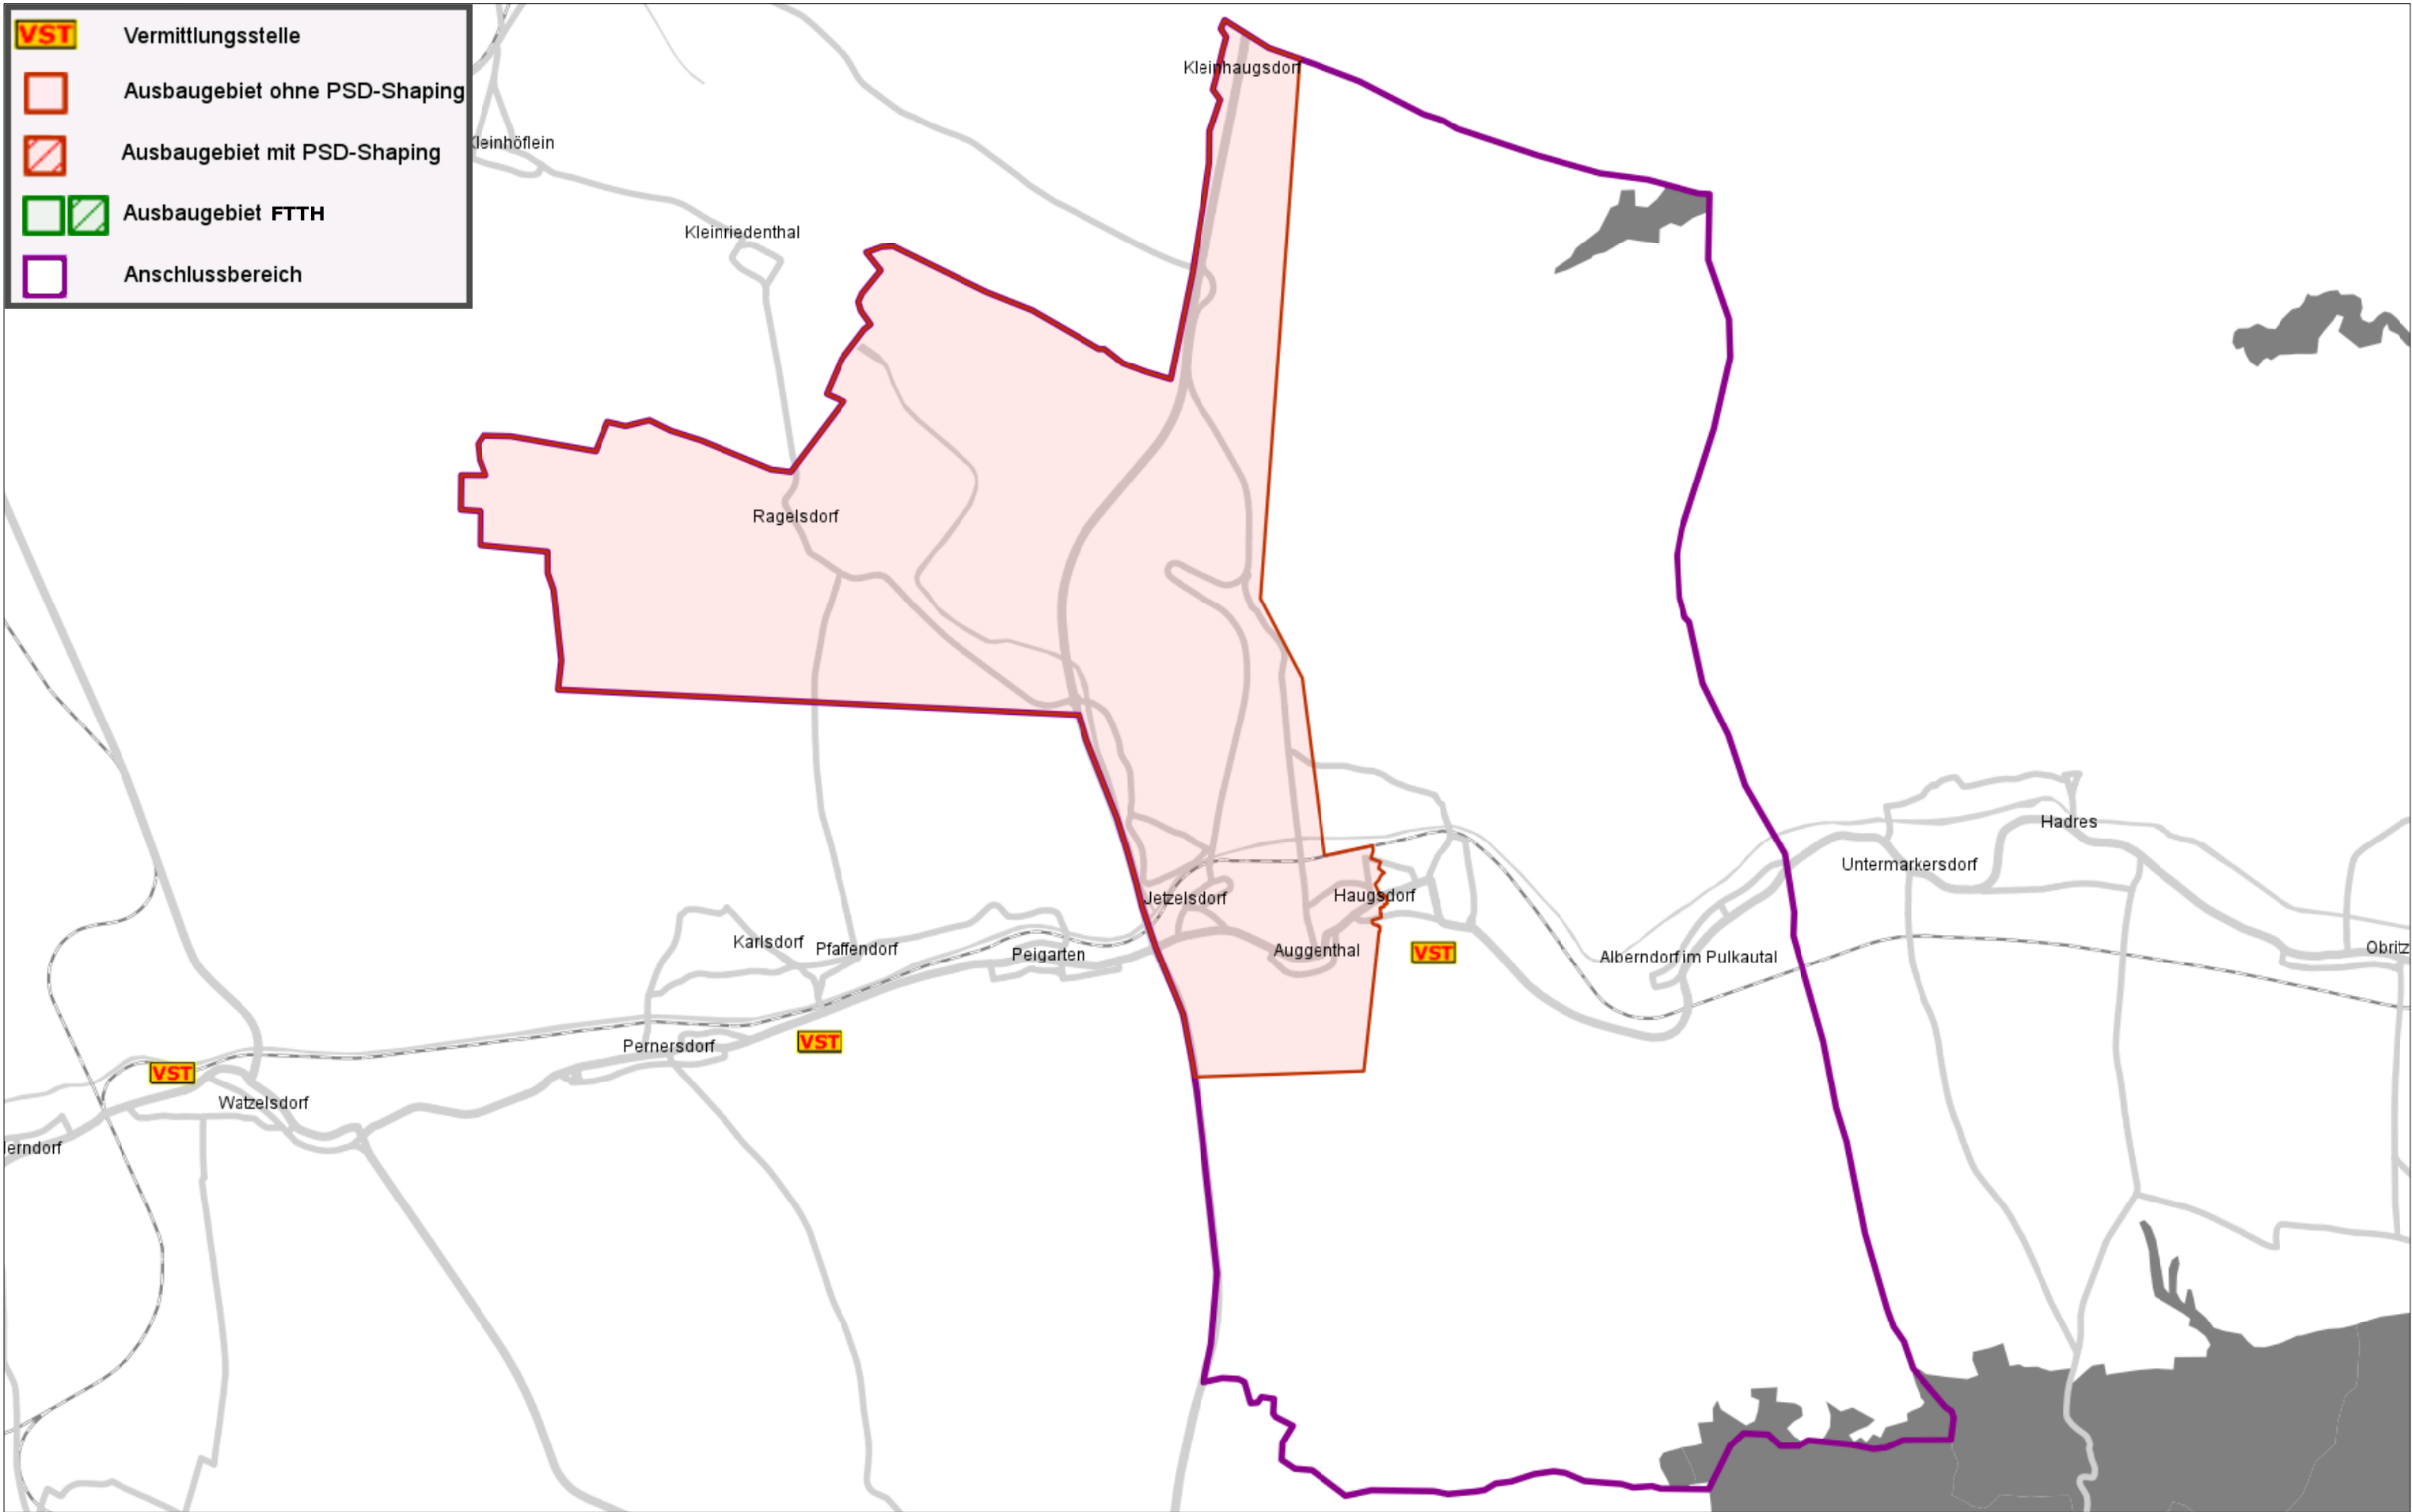 VST Vermittlungsstelle
Ausbaugebiet ohne PSD-Shaping
Ausbaugebiet mit PSD-Shaping
Ausbaugebiet FTTH
Anschlussbereich
Kleinhaugsdorf
Kleinhöflein
Kleinriedenthal
Ragelsdorf
Hadres
Untermarkersdorf
Jetzelsdorf
Haugsdorf
Karlsdorf
Pfaffendorf
Peigarten
Auggenthal
VST
Alberndorf im Pulkautal
Obritz
VST
Pernersdorf
VST
Watzelsdorf
lerndorf